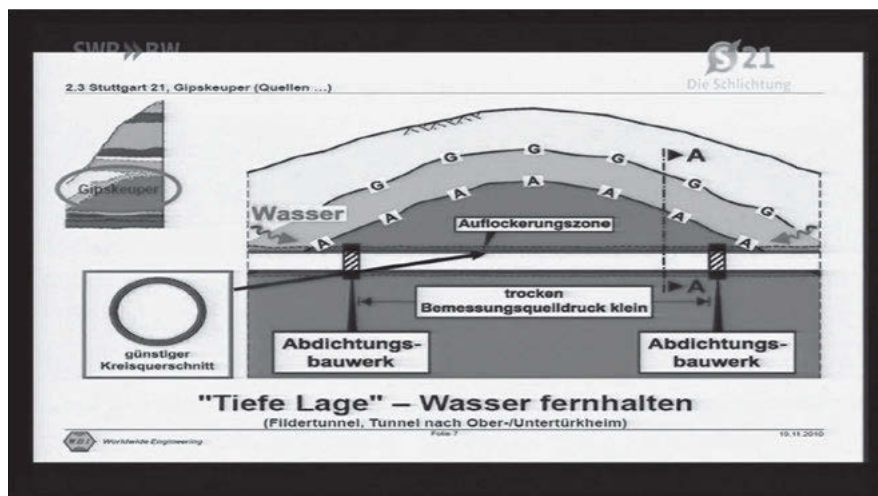 SWR»BW
S21
Die Schlichtung
2.3 Stuttgart 21, Gipskeuper (Quellen ...)
Gipskeuper
G G G G G G
A A A A A A A
A
A
Wasser
Auflockerungszone
trocken
Bemessungsquelldruck klein
günstiger
Kreisquerschnitt
Abdichtungs-
bauwerk
Abdichtungs-
bauwerk
"Tiefe Lage" – Wasser fernhalten
(Fildertunnel, Tunnel nach Ober-/Untertürkheim)
WBI
Worldwide Engineering
Folie 7
19.11.2010